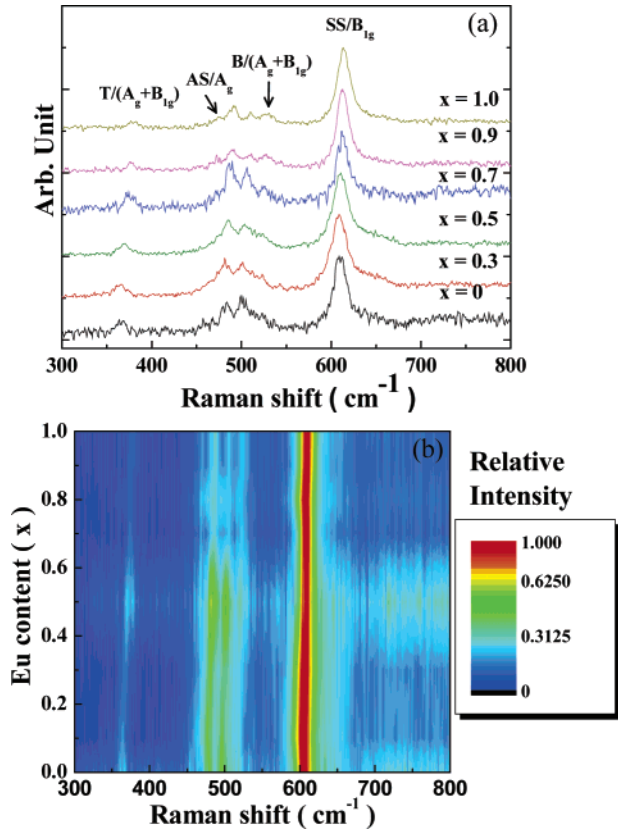 (a)
SS/B1g
B/(Ag+B1g)
AS/Ag
T/(Ag+B1g)
x = 1.0
x = 0.9
x = 0.7
x = 0.5
x = 0.3
x = 0
Arb. Unit
300 400 500 600 700 800
Raman shift ( cm-1 )
(b)
1.0
0.8
0.6
0.4
0.2
0.0
Eu content ( x )
300 400 500 600 700 800
Raman shift ( cm-1 )
Relative
Intensity
1.000
0.6250
0.3125
0